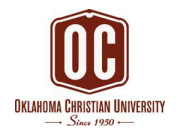 OC
OKLAHOMA CHRISTIAN UNIVERSITY
Since 1950